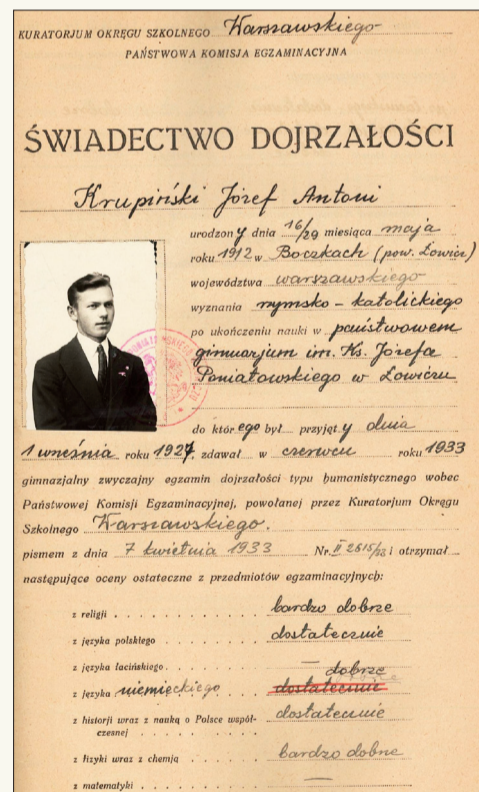 KURATORJUM OKRĘGU SZKOLNEGO Warszawskiego
PAŃSTWOWA KOMISJA EGZAMINACYJNA
ŚWIADECTWO DOJRZAŁOŚCI
Krupiński Józef Antoni
urodzony dnia 16/29 miesiąca maja
roku 1912 w Boczkach (pow. Łowicz)
województwa warszawskiego
wyznania rzymsko-katolickiego
po ukończeniu nauki w państwowem
gimnazjum im. Ks. Józefa
Poniatowskiego w Łowiczu
do którego był przyjęty dnia
1 września roku 1927, zdawał w czerwcu roku 1933
gimnazjalny zwyczajny egzamin dojrzałości typu humanistycznego wobec
Państwowej Komisji Egzaminacyjnej, powołanej przez Kuratorjum Okręgu
Szkolnego Warszawskiego.
pismem z dnia 7 kwietnia 1933 Nr. II 2615/33 i otrzymał
następujące oceny ostateczne z przedmiotów egzaminacyjnych:
z religji . . . . . . . . . . bardzo dobrze
z języka polskiego . . . . . . . dostatecznie
z języka łacińskiego . . . . . . . —
dobrze
z języka niemieckiego dostatecznie
z historji wraz z nauką o Polsce współ- dostatecznie
czesnej . . . . . . . . .
z fizyki wraz z chemją . . . . . bardzo dobrze
z matematyki . . . . . . . . —